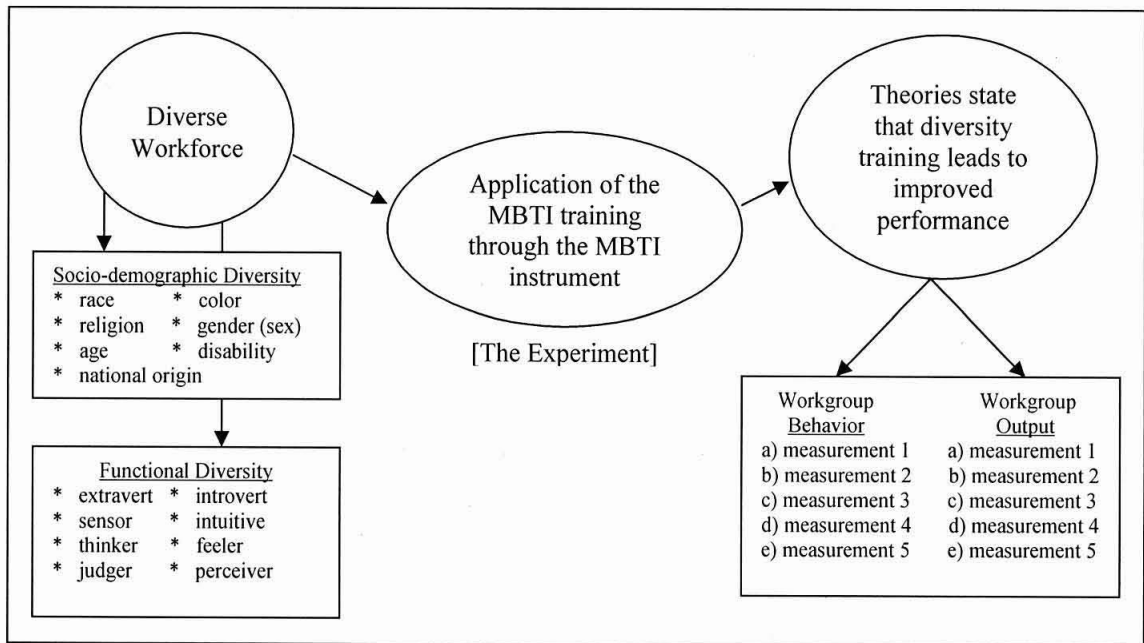 Diverse
Workforce
Socio-demographic Diversity
* race * color
* religion * gender (sex)
* age * disability
* national origin
Functional Diversity
* extravert * introvert
* sensor * intuitive
* thinker * feeler
* judger * perceiver
Application of the
MBTI training
through the MBTI
instrument
[The Experiment]
Theories state
that diversity
training leads to
improved
performance
Workgroup
Behavior
a) measurement 1
b) measurement 2
c) measurement 3
d) measurement 4
e) measurement 5
Workgroup
Output
a) measurement 1
b) measurement 2
c) measurement 3
d) measurement 4
e) measurement 5